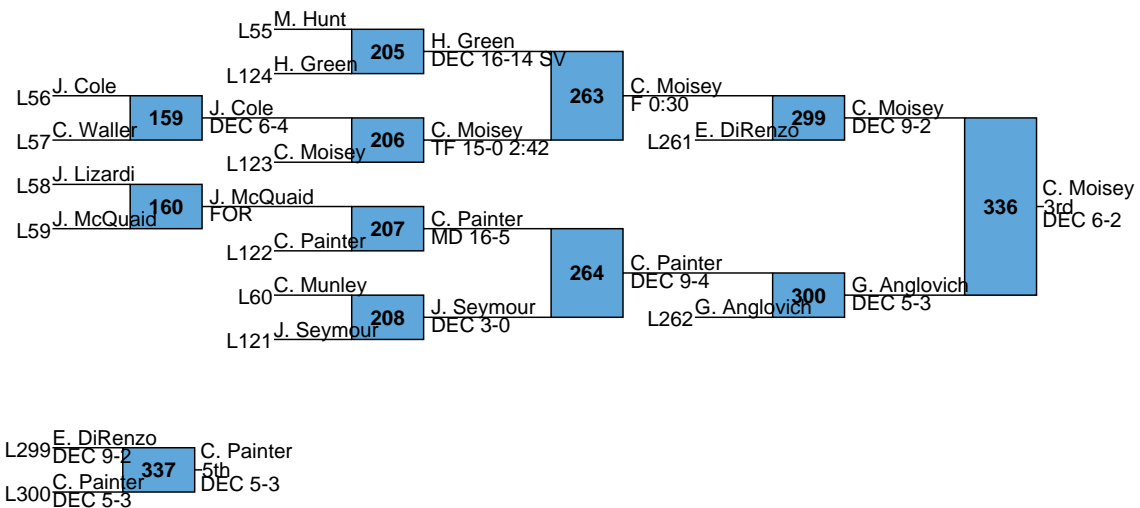 L55 M. Hunt
205
H. Green
DEC 16-14 SV
L124 H. Green
263
C. Moisey
F 0:30
L56 J. Cole
159
J. Cole
DEC 6-4
L57 C. Waller
206
C. Moisey
TF 15-0 2:42
L123 C. Moisey
299
C. Moisey
DEC 9-2
L261 E. DiRenzo
L58 J. Lizardi
160
J. McQuaid
FOR
L59 J. McQuaid
207
C. Painter
MD 16-5
L122 C. Painter
336
C. Moisey
3rd
DEC 6-2
264
C. Painter
DEC 9-4
L60 C. Munley
208
J. Seymour
DEC 3-0
L121 J. Seymour
300
G. Anglovich
DEC 5-3
L262 G. Anglovich
L299 E. DiRenzo
DEC 9-2
337
C. Painter
5th
DEC 5-3
L300 C. Painter
DEC 5-3